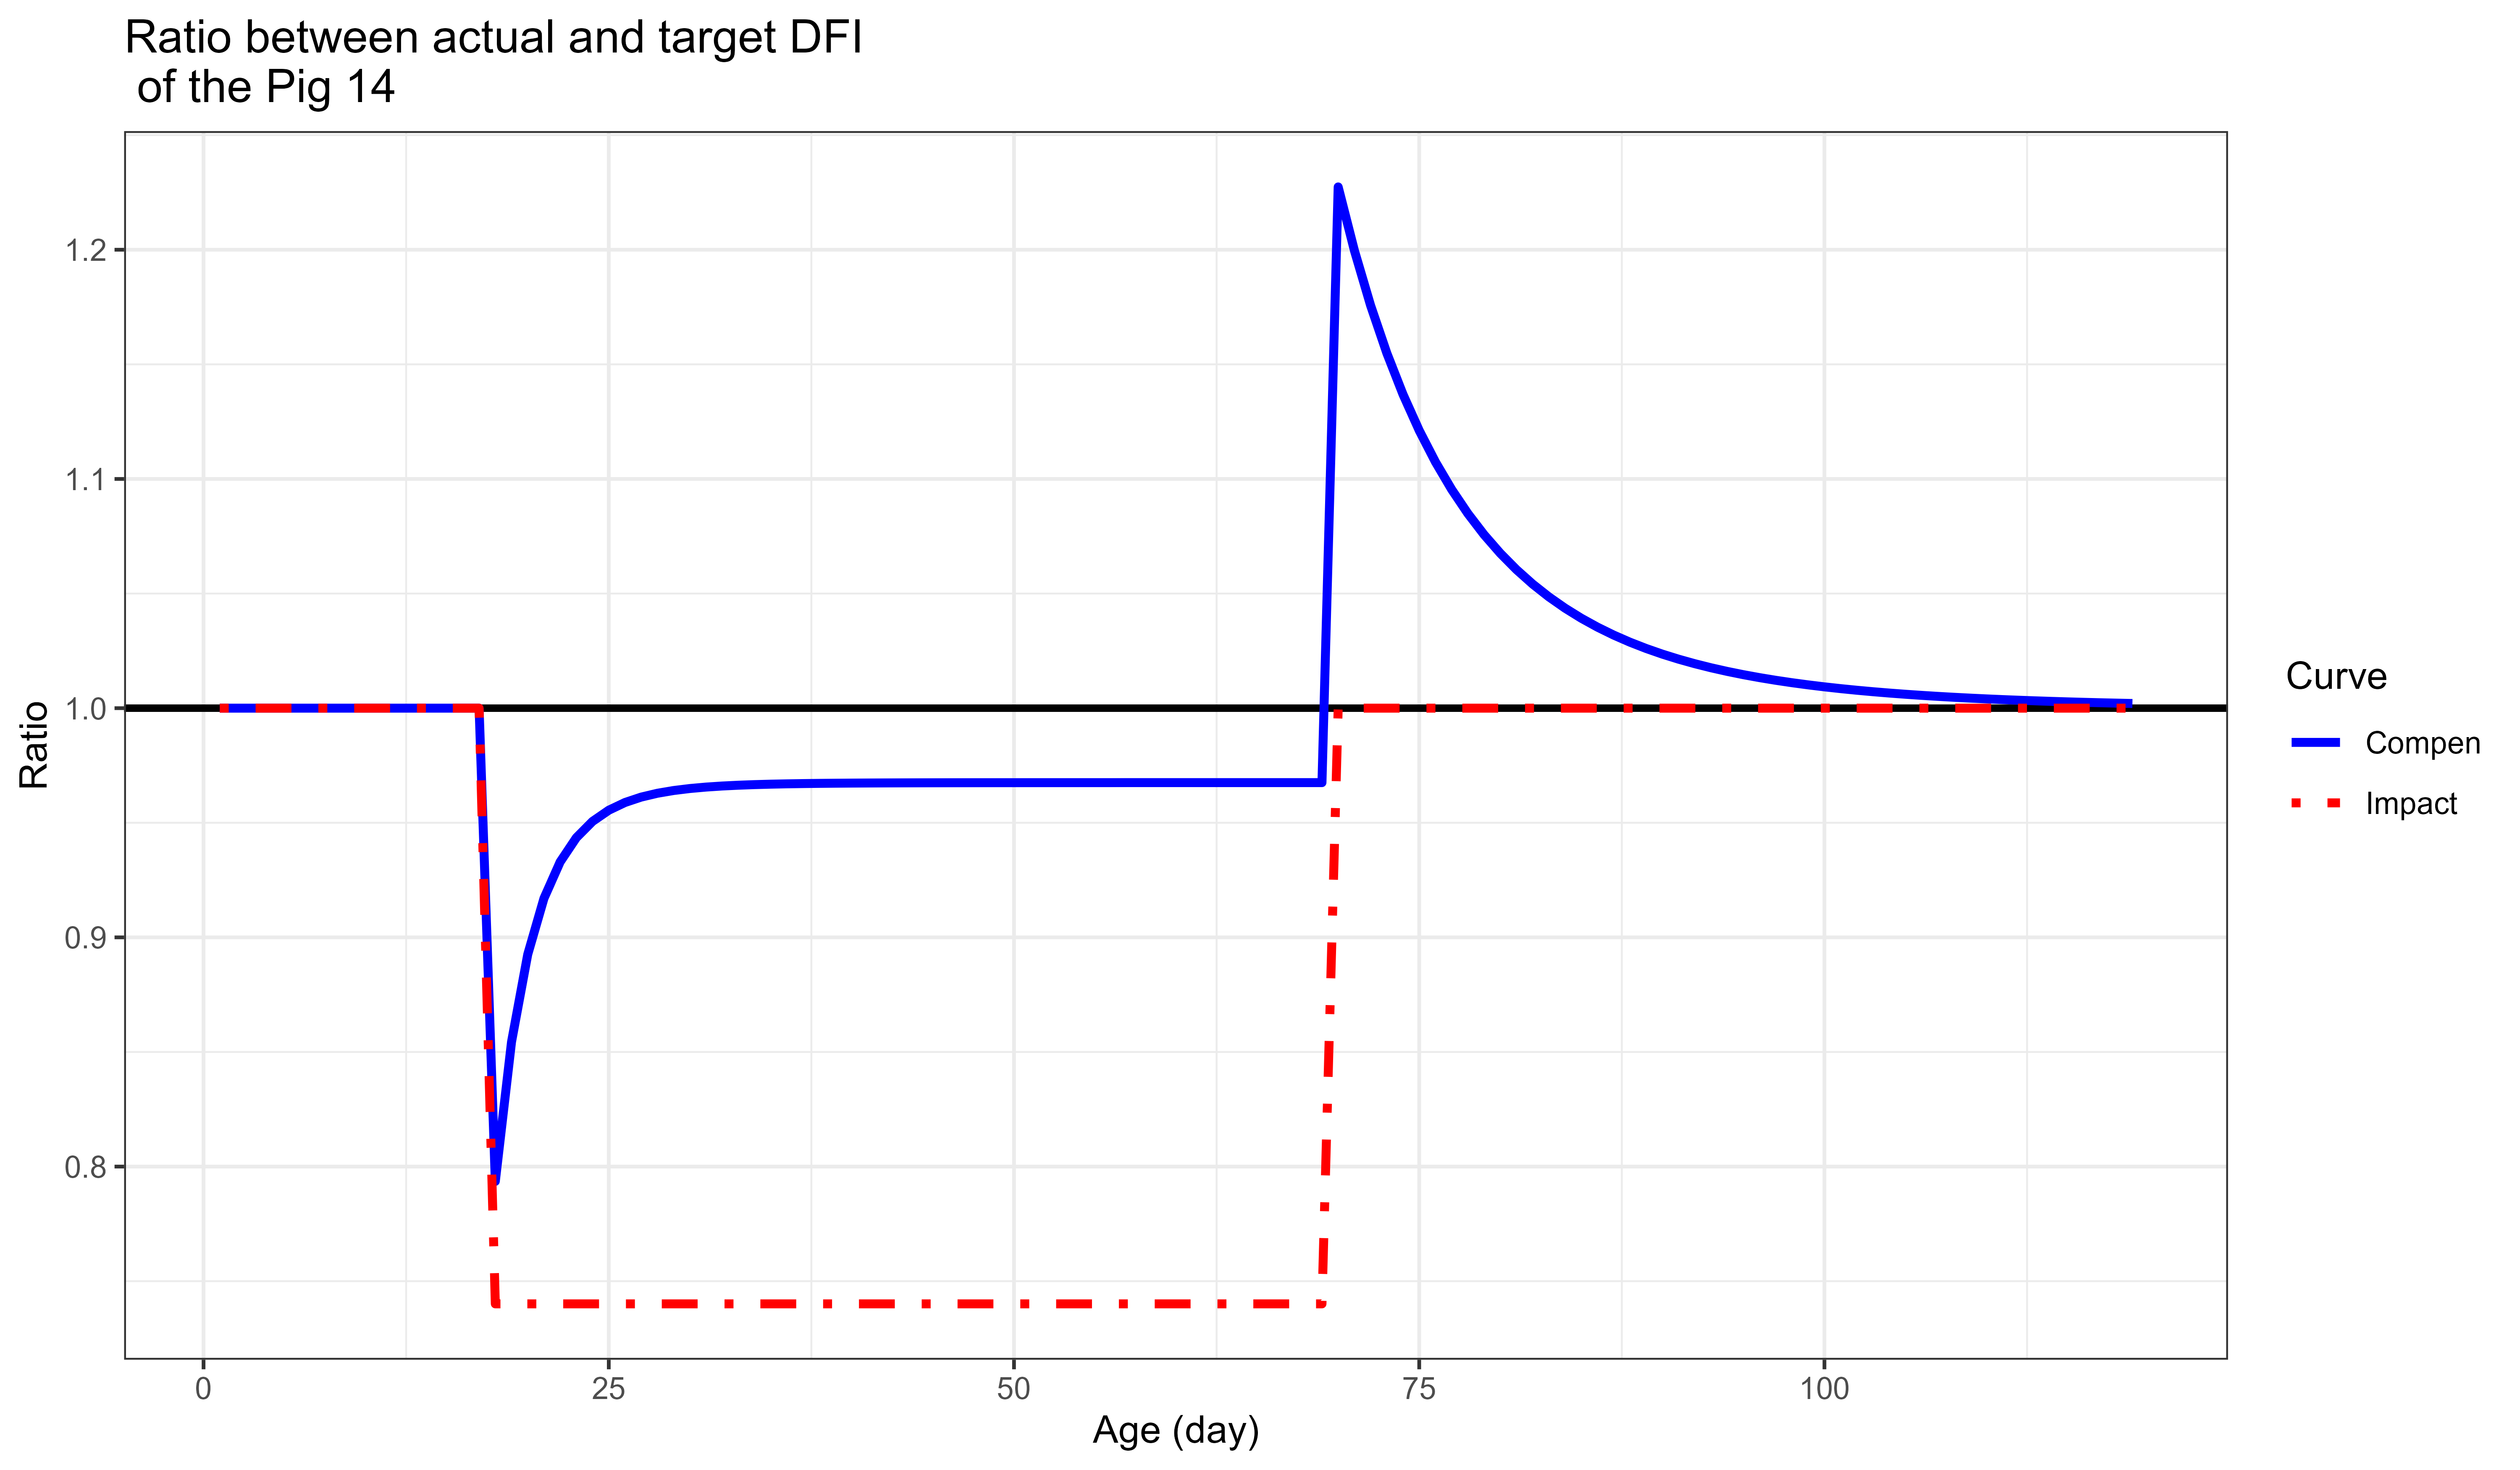 Ratio between actual and target DFI
of the Pig 14
Ratio
1.2
1.1
1.0
0.9
0.8
0
25
50
75
100
Age (day)
Curve
Compen
Impact